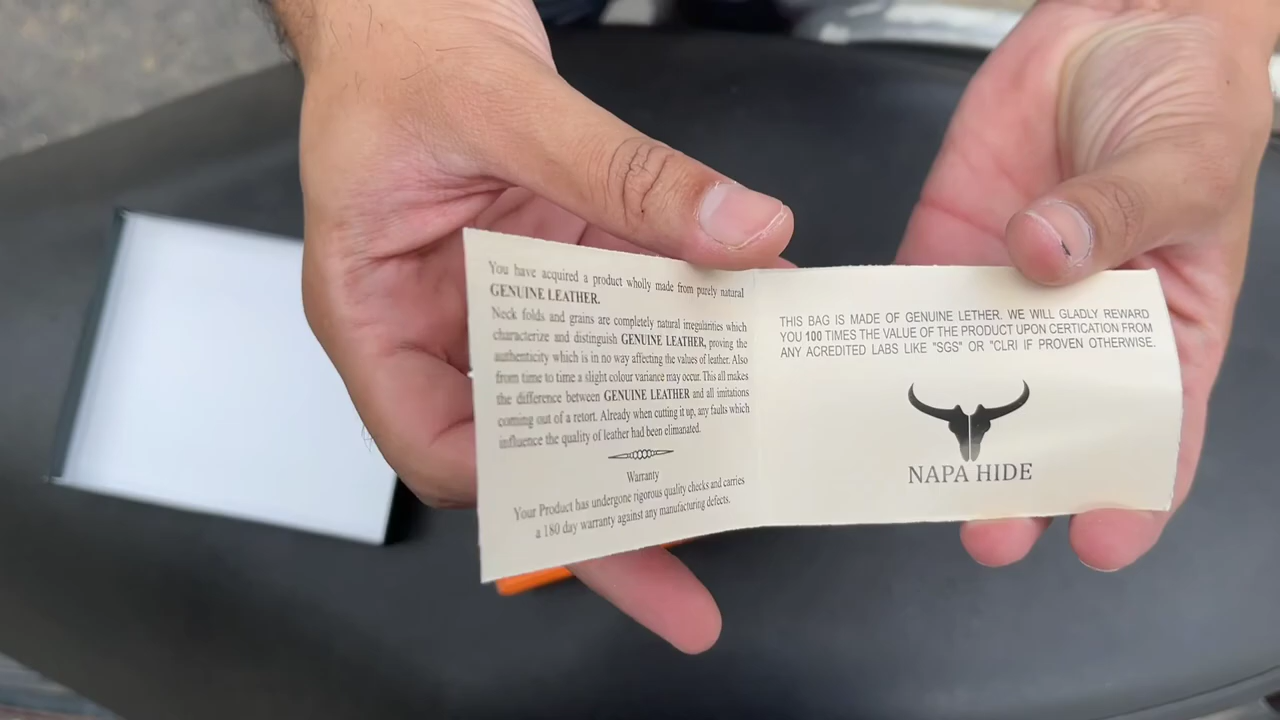 You have acquired a product wholly made from purely natural
GENUINE LEATHER.
Neck folds and grains are completely natural irregularities which
characterize and distinguish GENUINE LEATHER, proving the
authenticity which is in no way affecting the values of leather. Also
from time to time a slight colour variance may occur. This all makes
the difference between GENUINE LEATHER and all imitations
coming out of a retort. Already when cutting it up, any faults which
influence the quality of leather had been elimanated.
Warranty
Your Product has undergone rigorous quality checks and carries
a 180 day warranty against any manufacturing defects.
THIS BAG IS MADE OF GENUINE LETHER. WE WILL GLADLY REWARD
YOU 100 TIMES THE VALUE OF THE PRODUCT UPON CERTICATION FROM
ANY ACREDITED LABS LIKE "SGS" OR "CLRI IF PROVEN OTHERWISE.
NAPA HIDE